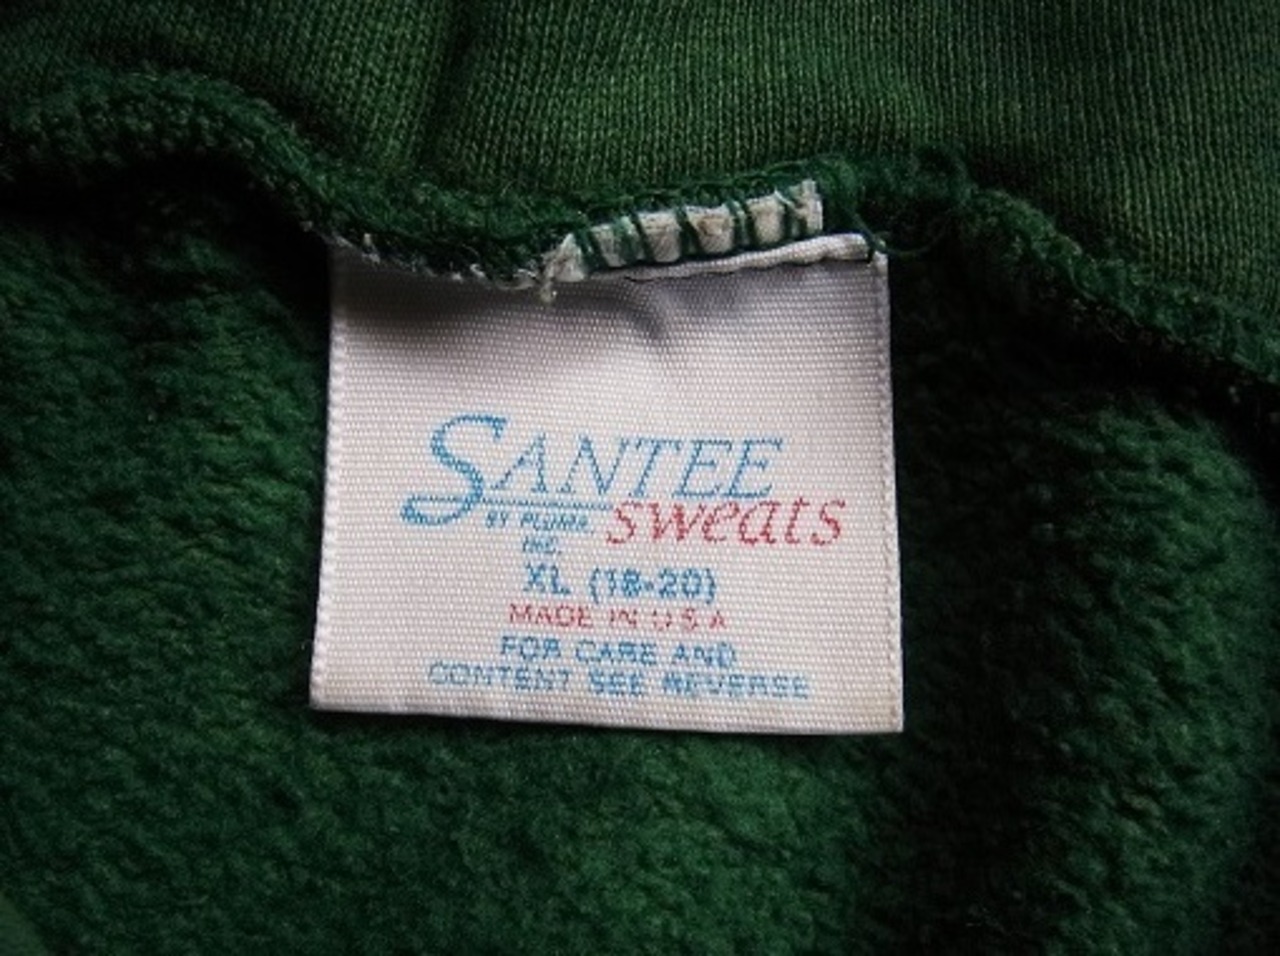 SANTEE
sweats
BY PLUMA
INC.
XL (18-20)
MADE IN U S A
FOR CARE AND
CONTENT SEE REVERSE